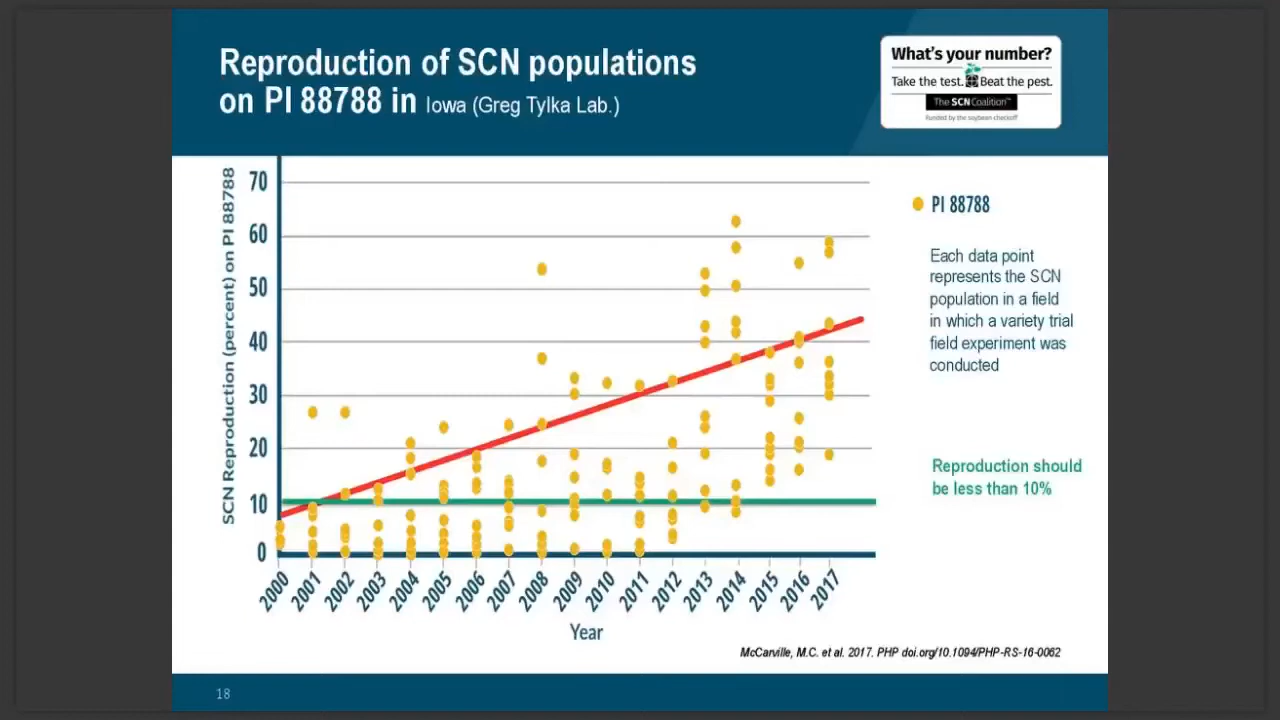 Reproduction of SCN populations
on PI 88788 in Iowa (Greg Tylka Lab.)
What's your number?
Take the test. Beat the pest.
The SCN Coalition™
Funded by the soybean checkoff
SCN Reproduction (percent) on PI 88788
70
60
50
40
30
20
10
0
2000
2001
2002
2003
2004
2005
2006
2007
2008
2009
2010
2011
2012
2013
2014
2015
2016
2017
Year
PI 88788
Each data point
represents the SCN
population in a field
in which a variety trial
field experiment was
conducted
Reproduction should
be less than 10%
McCarville, M.C. et al. 2017. PHP doi.org/10.1094/PHP-RS-16-0062
18